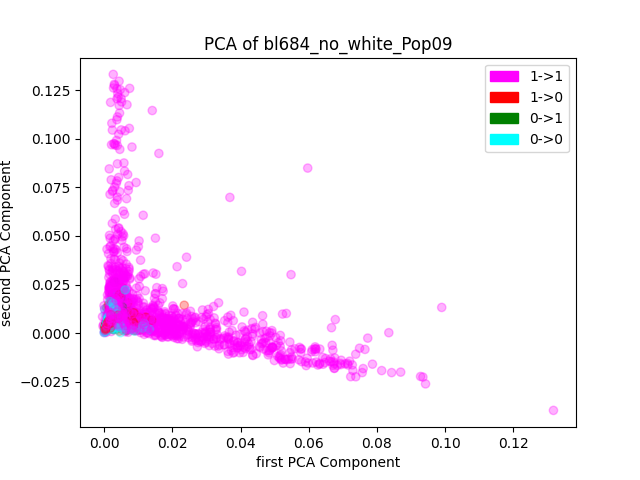 PCA of bl684_no_white_Pop09
1->1
1->0
0->1
0->0
0.125
0.100
0.075
0.050
0.025
0.000
−0.025
second PCA Component
0.00 0.02 0.04 0.06 0.08 0.10 0.12
first PCA Component